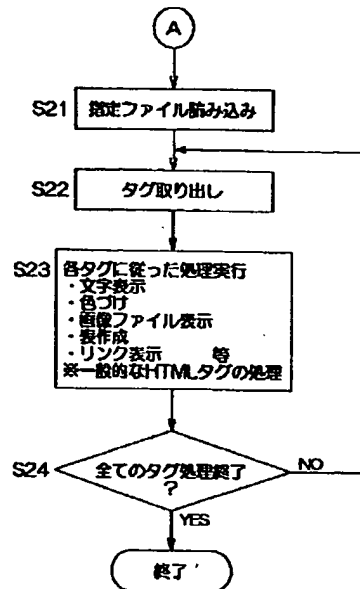 A
S21 指定ファイル読み込み
S22 タグ取り出し
S23 各タグに従った処理実行
・文字表示
・色づけ
・画像ファイル表示
・表作成
・リンク表示 等
※一般的なHTMLタグの処理
S24 全てのタグ処理終了
?
NO
YES
終了